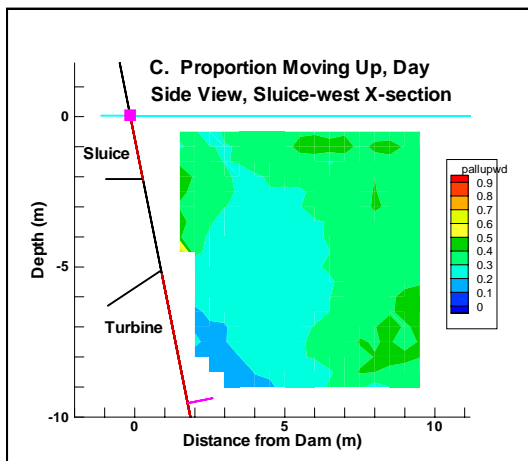 C. Proportion Moving Up, Day
Side View, Sluice-west X-section
0
Sluice
pallupwd
0.9
0.8
0.7
0.6
0.5
0.4
0.3
0.2
0.1
0
Depth (m)
-5
Turbine
-10
0 5 10
Distance from Dam (m)